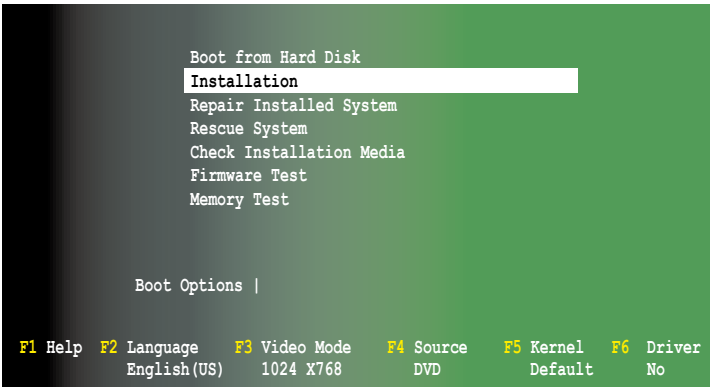 Boot from Hard Disk
Installation
Repair Installed System
Rescue System
Check Installation Media
Firmware Test
Memory Test
Boot Options |
F1 Help F2 Language F3 Video Mode F4 Source F5 Kernel F6 Driver
English(US) 1024 X768 DVD Default No